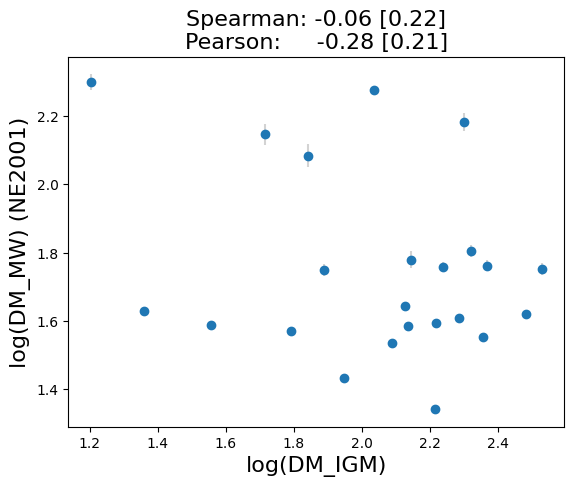 Spearman: -0.06 [0.22]
Pearson: -0.28 [0.21]
log(DM_MW) (NE2001)
2.2
2.0
1.8
1.6
1.4
1.2 1.4 1.6 1.8 2.0 2.2 2.4
log(DM_IGM)